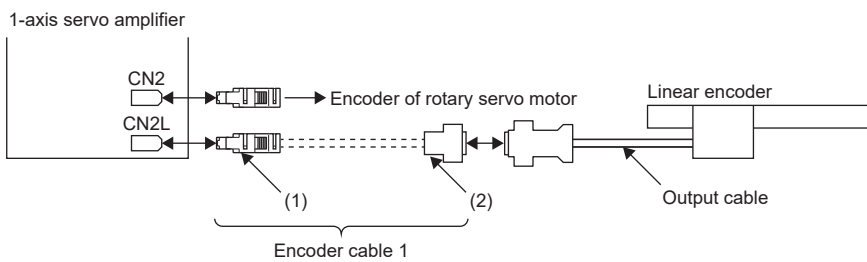 1-axis servo amplifier
CN2
Encoder of rotary servo motor
Linear encoder
CN2L
(1)
(2)
Output cable
Encoder cable 1